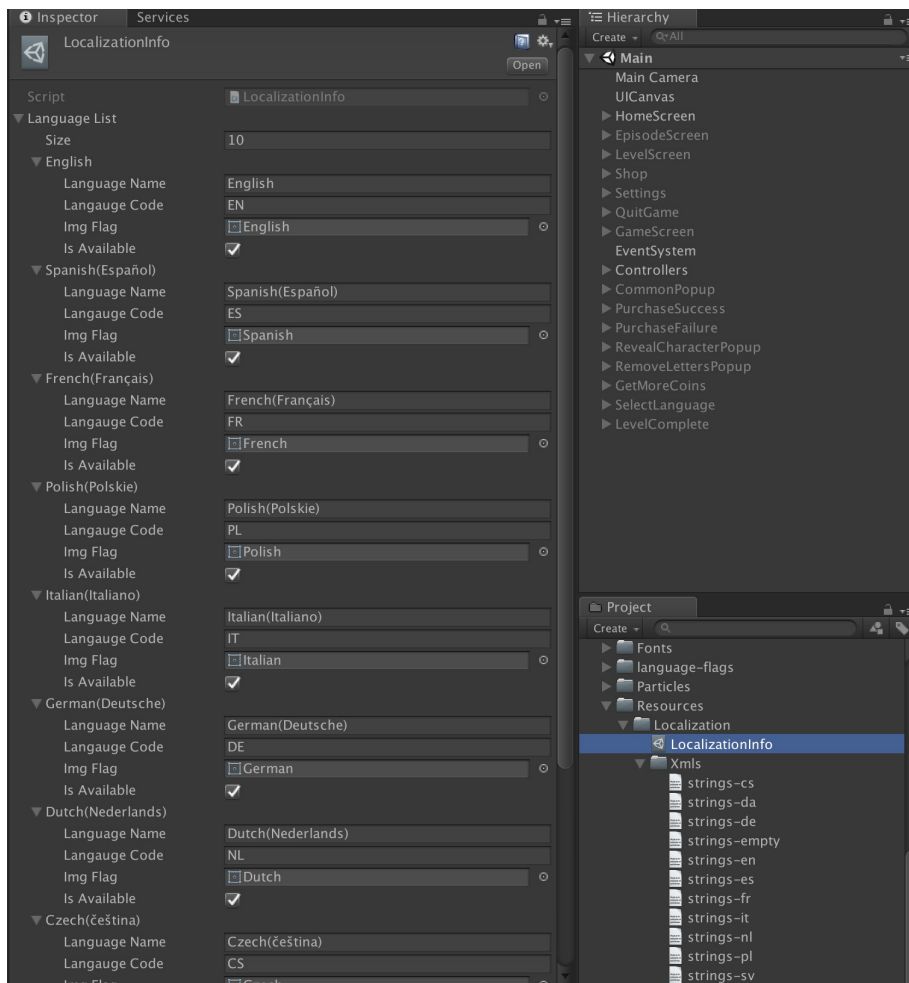 Inspector
Services
LocalizationInfo
Open
Script
LocalizationInfo
Language List
Size
10
English
Language Name
English
Langauge Code
EN
Img Flag
English
Is Available
Spanish(Español)
Language Name
Spanish(Español)
Langauge Code
ES
Img Flag
Spanish
Is Available
French(Français)
Language Name
French(Français)
Langauge Code
FR
Img Flag
French
Is Available
Polish(Polskie)
Language Name
Polish(Polskie)
Langauge Code
PL
Img Flag
Polish
Is Available
Italian(Italiano)
Language Name
Italian(Italiano)
Langauge Code
IT
Img Flag
Italian
Is Available
German(Deutsche)
Language Name
German(Deutsche)
Langauge Code
DE
Img Flag
German
Is Available
Dutch(Nederlands)
Language Name
Dutch(Nederlands)
Langauge Code
NL
Img Flag
Dutch
Is Available
Czech(čeština)
Language Name
Czech(čeština)
Langauge Code
CS
Hierarchy
Create
All
Main
Main Camera
UICanvas
HomeScreen
EpisodeScreen
LevelScreen
Shop
Settings
QuitGame
GameScreen
EventSystem
Controllers
CommonPopup
PurchaseSuccess
PurchaseFailure
RevealCharacterPopup
RemoveLettersPopup
GetMoreCoins
SelectLanguage
LevelComplete
Project
Create
Fonts
language-flags
Particles
Resources
Localization
LocalizationInfo
Xmls
strings-cs
strings-da
strings-de
strings-empty
strings-en
strings-es
strings-fr
strings-it
strings-nl
strings-pl
strings-sv